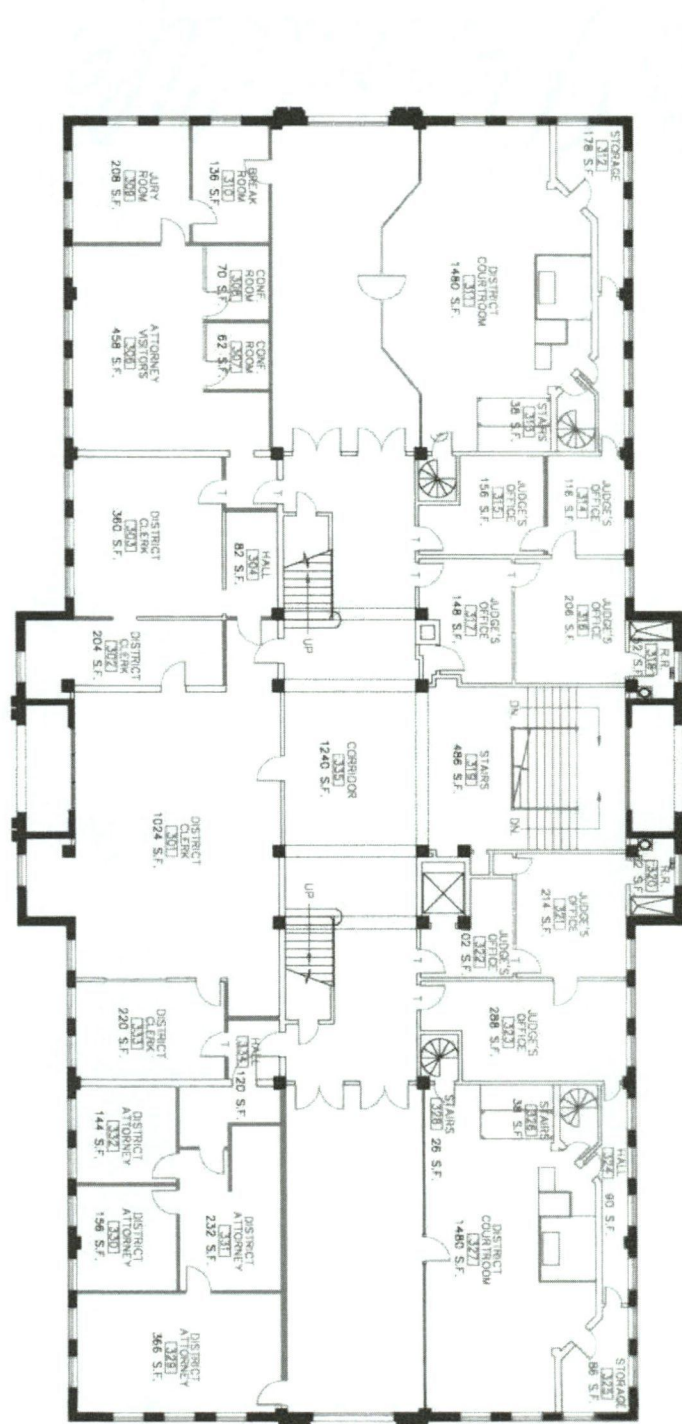 STORAGE
312
178 S.F.
BREAK
ROOM
310
136 S.F.
JURY
ROOM
309
208 S.F.
DISTRICT
COURTROOM
311
1480 S.F.
CONF.
ROOM
308
70 S.F.
CONF.
ROOM
307
62 S.F.
ATTORNEY
VISITORS
306
458 S.F.
STAIRS
313
38 S.F.
JUDGE'S
OFFICE
314
118 S.F.
JUDGE'S
OFFICE
315
156 S.F.
DISTRICT
CLERK
303
360 S.F.
HALL
304
82 S.F.
UP
JUDGE'S
OFFICE
317
148 S.F.
JUDGE'S
OFFICE
316
206 S.F.
R.R.
318
52 S.F.
DISTRICT
CLERK
302
204 S.F.
DISTRICT
CLERK
301
1024 S.F.
CORRIDOR
335
1240 S.F.
STAIRS
319
486 S.F.
DN.
DN.
R.R.
320
S.F.
JUDGE'S
OFFICE
321
214 S.F.
JUDGE'S
OFFICE
322
02 S.F.
UP
JUDGE'S
OFFICE
323
288 S.F.
DISTRICT
CLERK
333
220 S.F.
HALL
334
120 S.F.
STAIRS
328
26 S.F.
STAIRS
326
38 S.F.
HALL
324
90 S.F.
DISTRICT
ATTORNEY
332
144 S.F.
DISTRICT
ATTORNEY
331
232 S.F.
DISTRICT
ATTORNEY
330
156 S.F.
DISTRICT
COURTROOM
327
1480 S.F.
DISTRICT
ATTORNEY
329
366 S.F.
STORAGE
325
86 S.F.